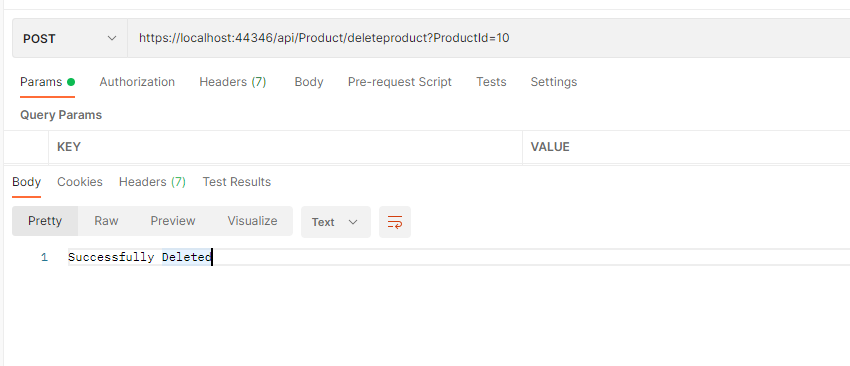 POST https://localhost:44346/api/Product/deleteproduct?ProductId=10
Params Authorization Headers (7) Body Pre-request Script Tests Settings
Query Params
KEY VALUE
Body Cookies Headers (7) Test Results
Pretty Raw Preview Visualize Text
1 Successfully Deleted